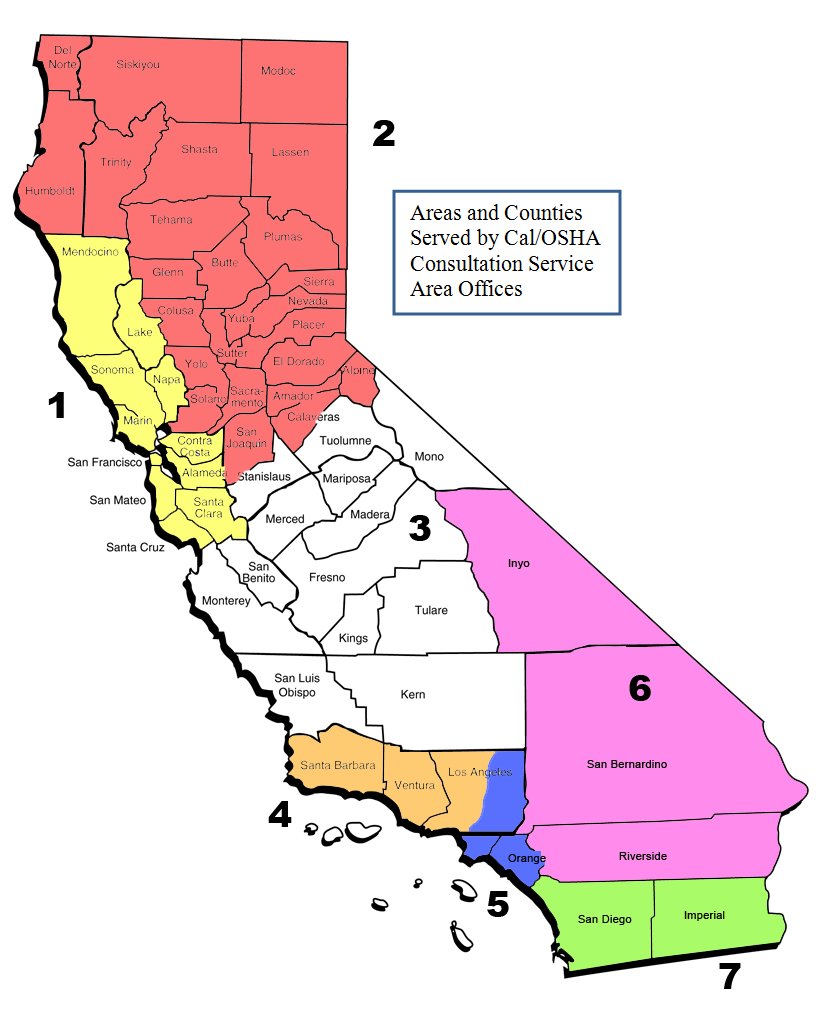 Del
Norte
Siskiyou
Modoc
2
Shasta
Lassen
Trinity
Humboldt
Areas and Counties
Served by Cal/OSHA
Consultation Service
Area Offices
Tehama
Plumas
Mendocino
Butte
Glenn
Sierra
Nevada
Colusa
Yuba
Placer
Lake
Sutter
Yolo
El Dorado
Sonoma
Alpine
Napa
1
Solano
Sacra-
mento
Amador
Marin
Calaveras
Contra
Costa
San
Joaquin
Tuolumne
Mono
San Francisco
Alameda
Stanislaus
Mariposa
San Mateo
Santa
Clara
Merced
Madera
3
Santa Cruz
San
Benito
Fresno
Inyo
Monterey
Tulare
Kings
San Luis
Obispo
Kern
6
Santa Barbara
Ventura
Los Angeles
San Bernardino
4
Orange
Riverside
5
San Diego
Imperial
7